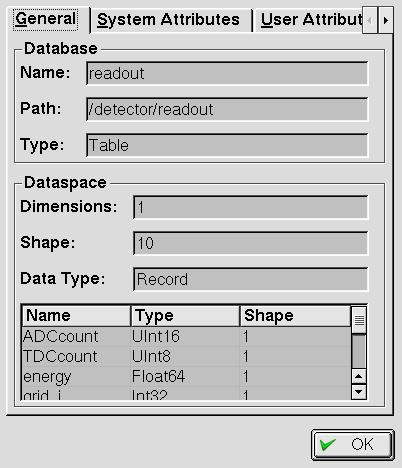 General System Attributes User Attribut
Database
Name: readout
Path: /detector/readout
Type: Table
Dataspace
Dimensions: 1
Shape: 10
Data Type: Record
Name Type Shape
ADCcount UInt16 1
TDCcount UInt8 1
energy Float64 1
grid_i Int32 1
OK